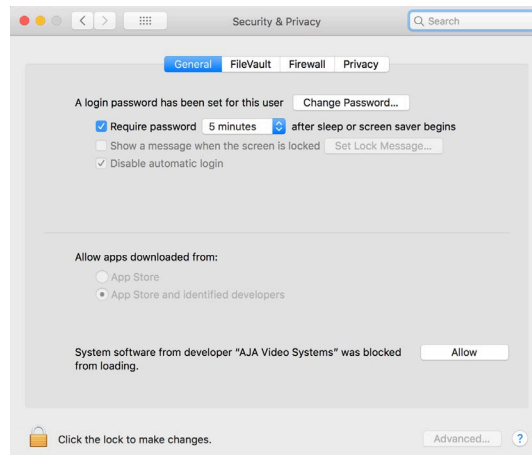 Security & Privacy
Search
General FileVault Firewall Privacy
A login password has been set for this user Change Password...
Require password 5 minutes after sleep or screen saver begins
Show a message when the screen is locked Set Lock Message...
Disable automatic login
Allow apps downloaded from:
App Store
App Store and identified developers
System software from developer “AJA Video Systems” was blocked Allow
from loading.
Click the lock to make changes. Advanced... ?